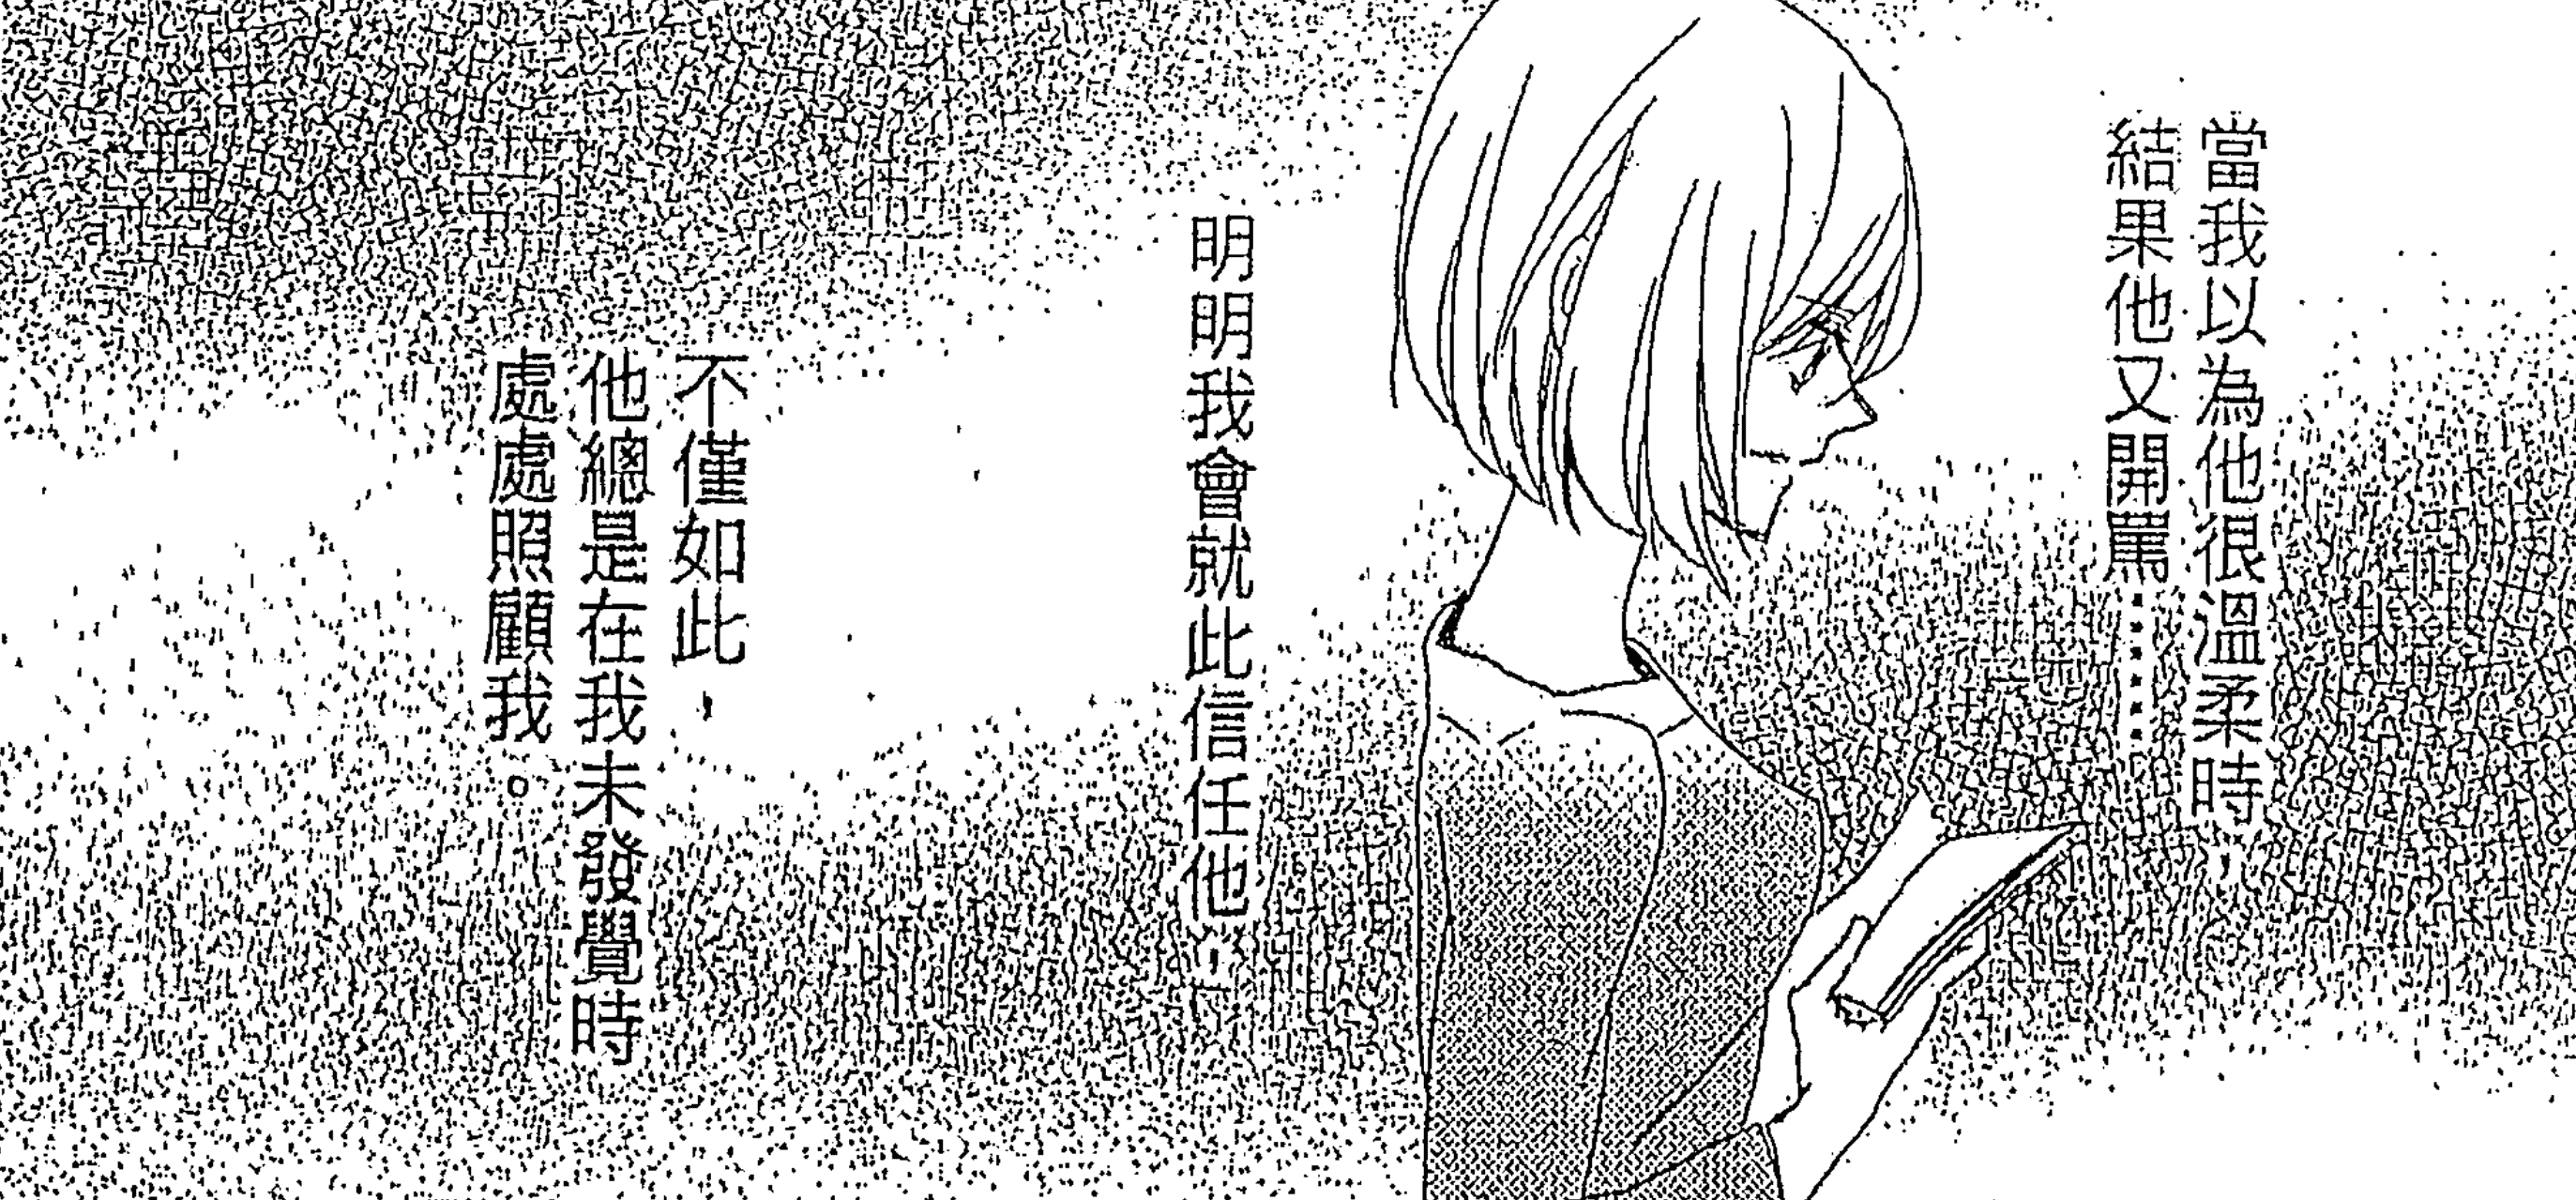 當我以為他很溫柔時，
結果他又開罵……
明明我會就此信任他
不僅如此，
他總是在我未發覺時
處處照顧我。